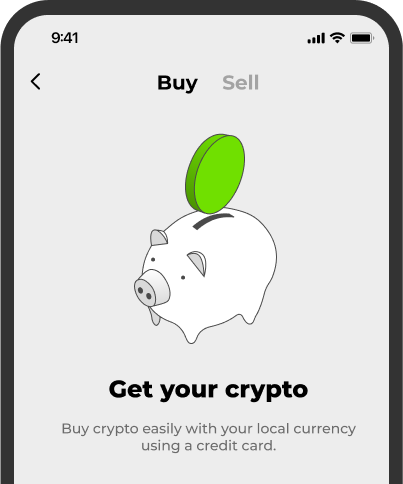 9:41
Buy Sell
Get your crypto
Buy crypto easily with your local currency
using a credit card.